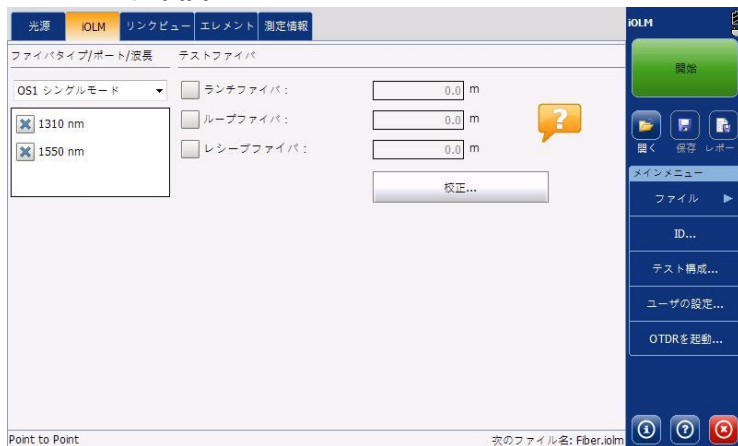 光源 iOLM リンクビュー エレメント 測定情報
iOLM
ファイバタイプ/ポート/波長 テストファイバ
開始
OS1 シングルモード
ランチファイバ: 0.0 m
1310 nm
ループファイバ: 0.0 m
1550 nm
レシーブファイバ: 0.0 m
開く 保存 レポー
校正...
メインメニュー
ファイル
ID...
テスト構成...
ユーザの設定...
OTDRを起動...
Point to Point
次のファイル名: Fiber.iolm